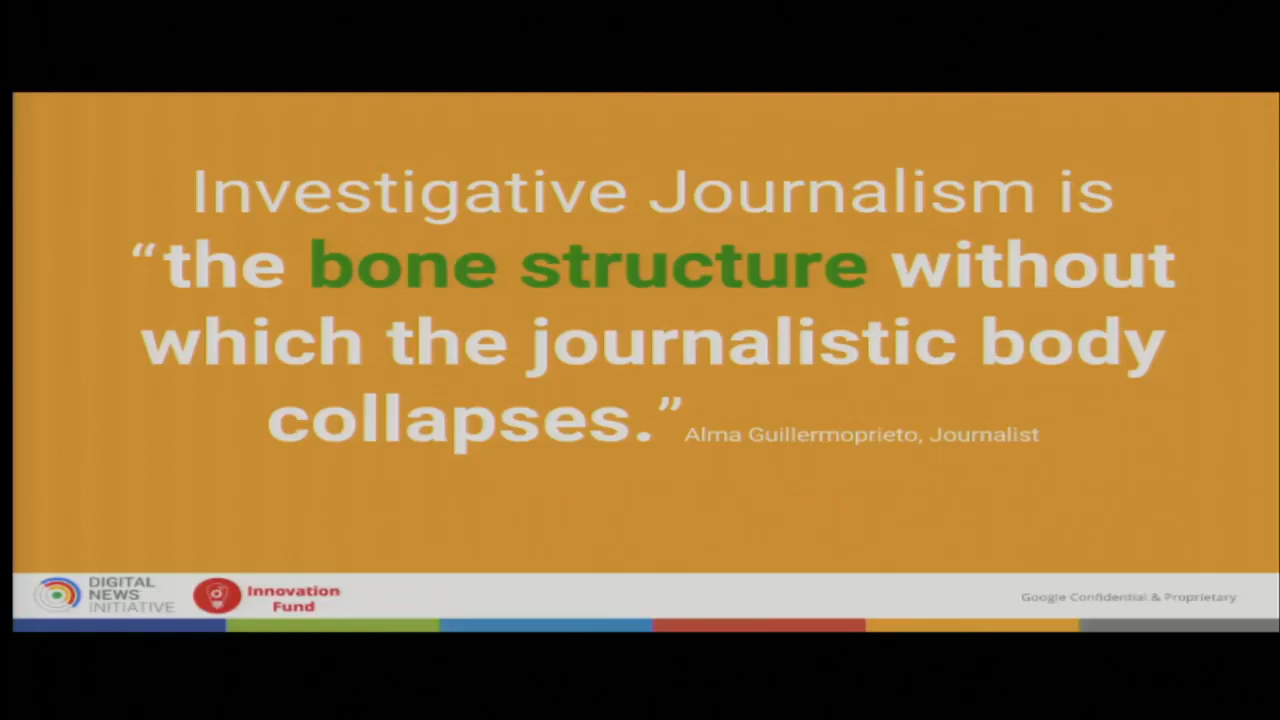 Investigative Journalism is
“the bone structure without
which the journalistic body
collapses.” Alma Guillermoprieto, Journalist
DIGITAL
NEWS
INITIATIVE
Innovation
Fund
Google Confidential & Proprietary